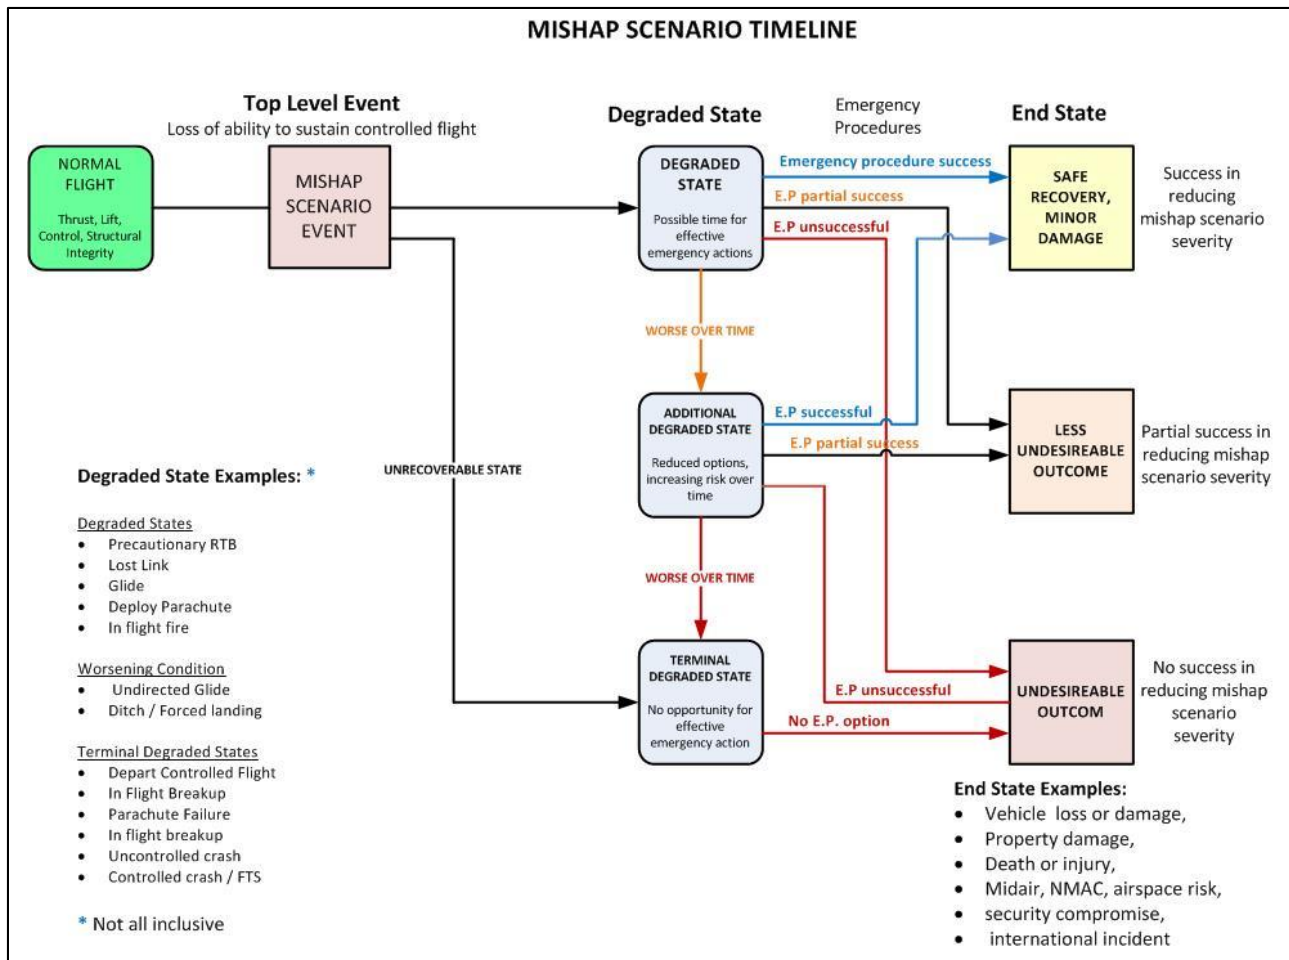 MISHAP SCENARIO TIMELINE
Top Level Event
Loss of ability to sustain controlled flight
Degraded State
Emergency
Procedures
End State
NORMAL
FLIGHT
Thrust, Lift,
Control, Structural
Integrity
MISHAP
SCENARIO
EVENT
DEGRADED
STATE
Possible time for
effective
emergency actions
Emergency procedure success
E.P partial success
E.P unsuccessful
SAFE
RECOVERY,
MINOR
DAMAGE
Success in
reducing
mishap scenario
severity
WORSE OVER TIME
ADDITIONAL
DEGRADED STATE
Reduced options,
increasing risk over
time
E.P successful
E.P partial success
LESS
UNDESIREABLE
OUTCOME
Partial success in
reducing mishap
scenario severity
UNRECOVERABLE STATE
WORSE OVER TIME
TERMINAL
DEGRADED STATE
No opportunity for
effective
emergency action
E.P unsuccessful
No E.P. option
UNDESIREABLE
OUTCOM
No success in
reducing mishap
scenario
severity
Degraded State Examples: *
Degraded States
• Precautionary RTB
• Lost Link
• Glide
• Deploy Parachute
• In flight fire
Worsening Condition
• Undirected Glide
• Ditch / Forced landing
Terminal Degraded States
• Depart Controlled Flight
• In Flight Breakup
• Parachute Failure
• In flight breakup
• Uncontrolled crash
• Controlled crash / FTS
* Not all inclusive
End State Examples:
• Vehicle loss or damage,
• Property damage,
• Death or injury,
• Midair, NMAC, airspace risk,
• security compromise,
• international incident